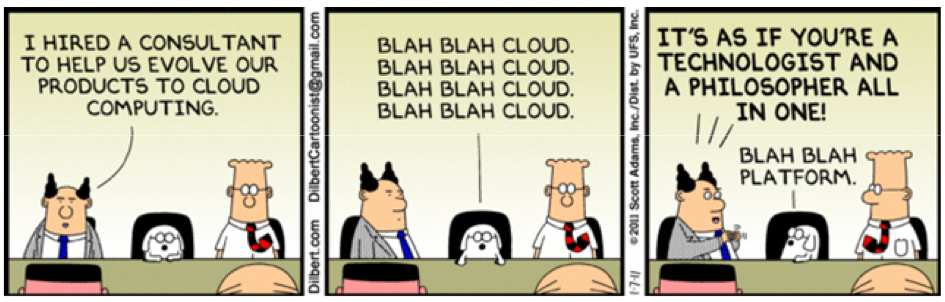 I HIRED A CONSULTANT
TO HELP US EVOLVE OUR
PRODUCTS TO CLOUD
COMPUTING.
Dilbert.com DilbertCartoonist@gmail.com
BLAH BLAH CLOUD.
BLAH BLAH CLOUD.
BLAH BLAH CLOUD.
BLAH BLAH CLOUD.
1-7-11 ©2011 Scott Adams, Inc./Dist. by UFS, Inc.
IT'S AS IF YOU'RE A
TECHNOLOGIST AND
A PHILOSOPHER ALL
IN ONE!
BLAH BLAH
PLATFORM.